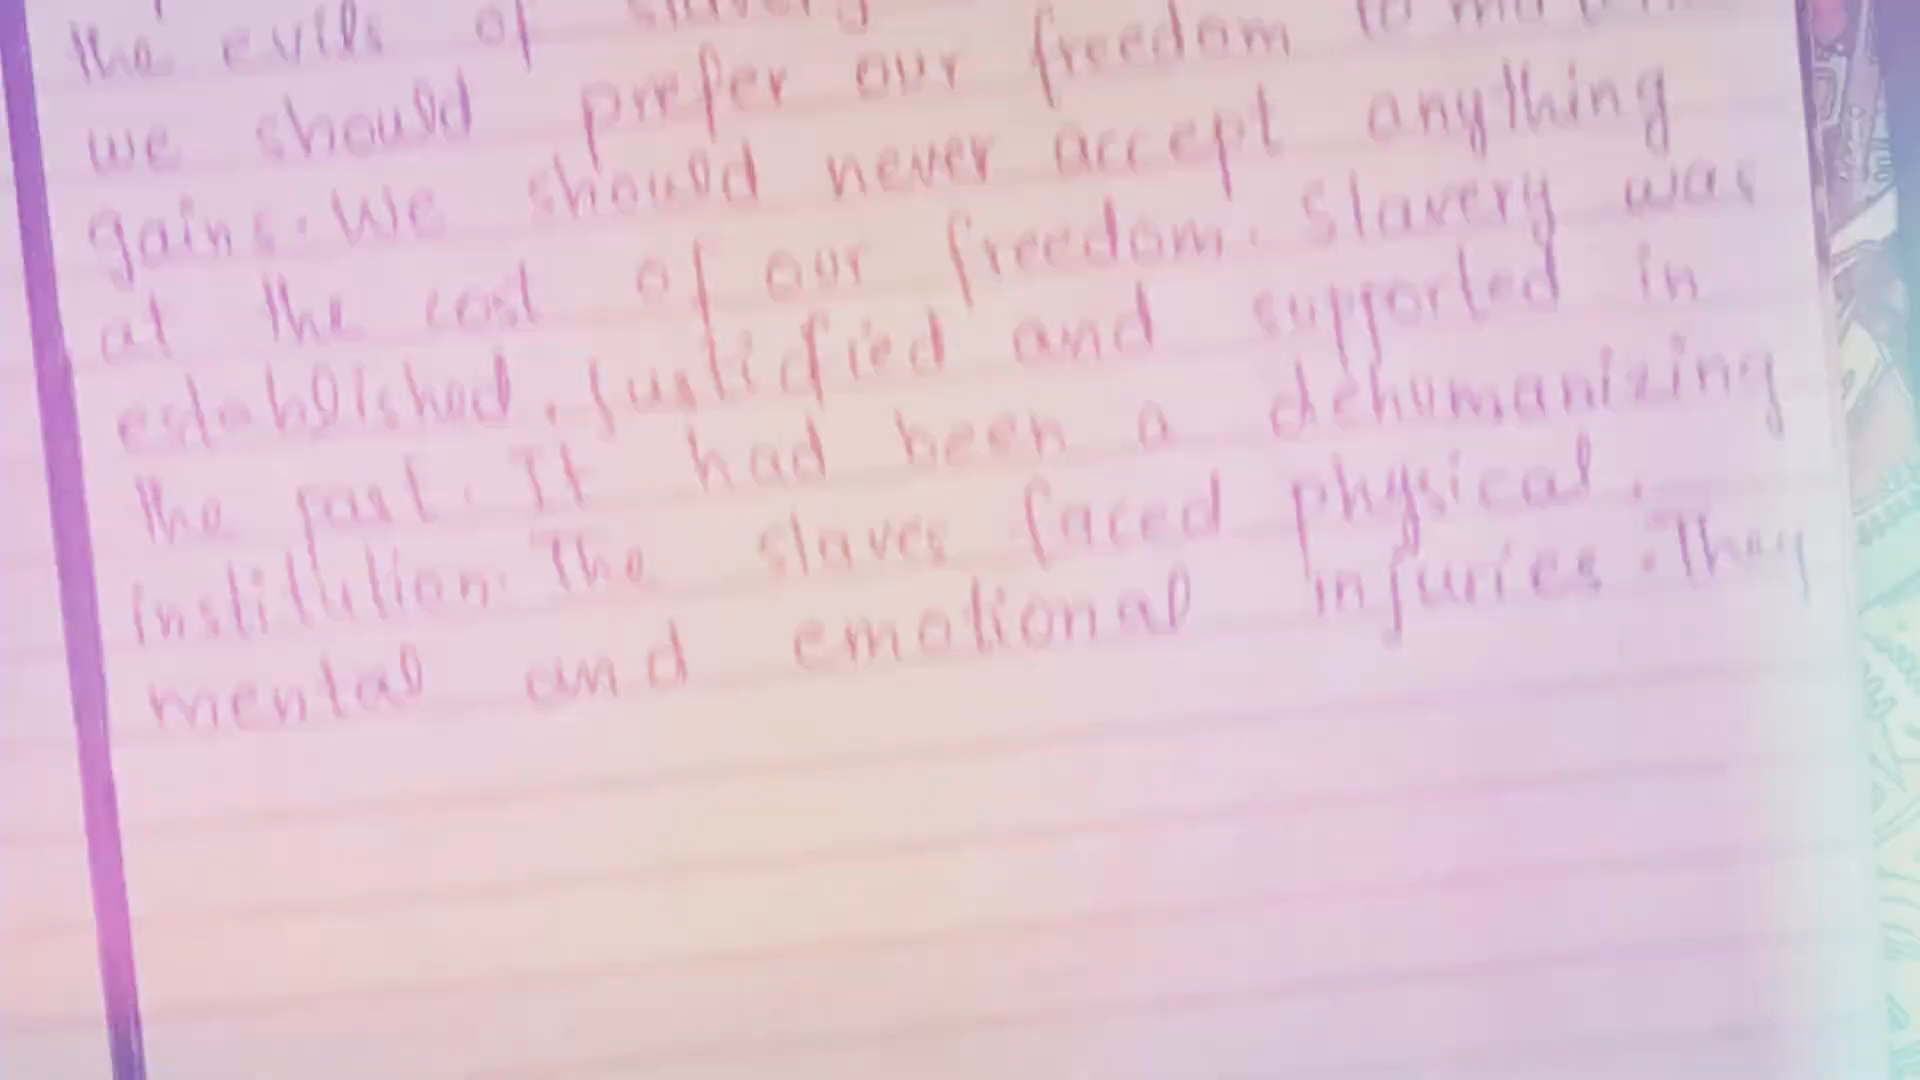 the evils of slavery
we should prefer our freedom to
gains. We should never accept anything
at the cost of our freedom. Slavery was
established, justified and supported in
the past. It had been a dehumanizing
institution. The slaves faced physical,
mental and emotional injuries. They